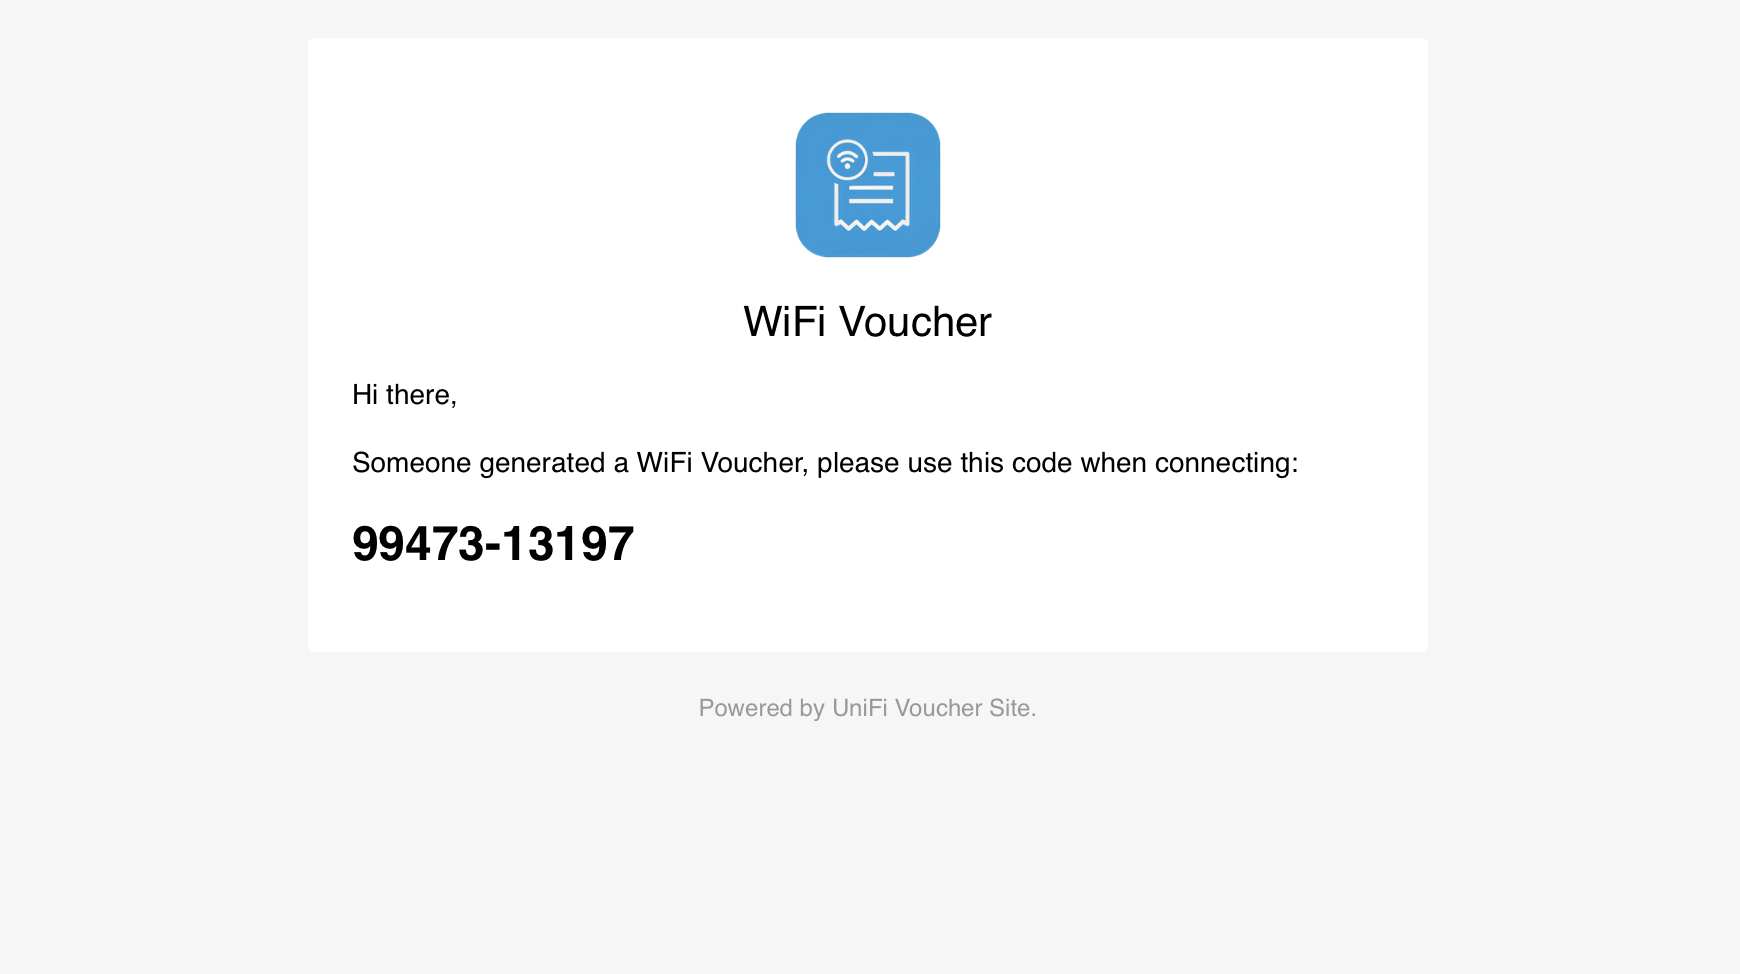 WiFi Voucher
Hi there,
Someone generated a WiFi Voucher, please use this code when connecting:
99473-13197
Powered by UniFi Voucher Site.